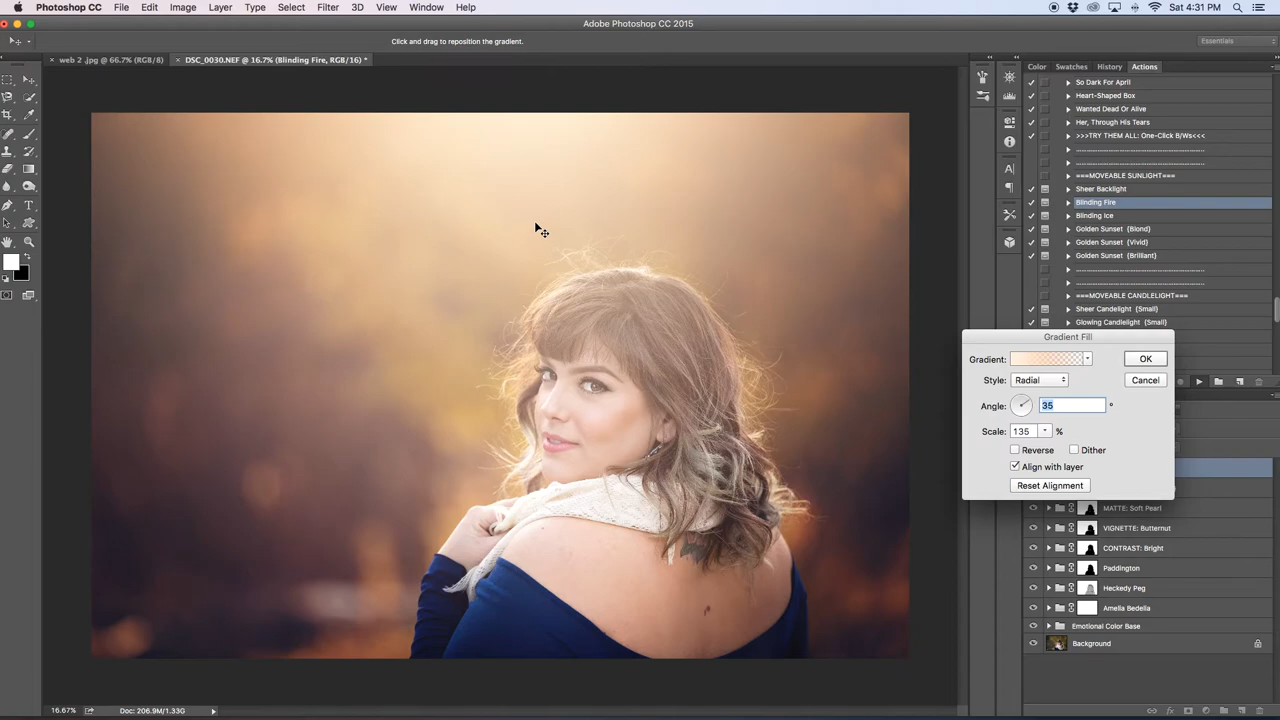 Photoshop CC File Edit Image Layer Type Select Filter 3D View Window Help Sat 4:31 PM
Adobe Photoshop CC 2015
Click and drag to reposition the gradient. Essentials
web 2 .jpg @ 66.7% (RGB/8) DSC_0030.NEF @ 16.7% (Blinding Fire, RGB/16) *
Color Swatches History Actions
So Dark For April
Heart-Shaped Box
Wanted Dead Or Alive
Her, Through His Tears
>>>TRY THEM ALL: One-Click B/Ws<<<
===MOVEABLE SUNLIGHT===
Sheer Backlight
Blinding Fire
Blinding Ice
Golden Sunset (Blond)
Golden Sunset (Vivid)
Golden Sunset (Brilliant)
===MOVEABLE CANDLELIGHT===
Sheer Candlelight (Small)
Glowing Candlelight (Small)
Gradient Fill
Gradient: OK
Style: Radial Cancel
Angle: 35 °
Scale: 135 %
Reverse Dither
Align with layer
Reset Alignment
MATTE: Soft Pearl
VIGNETTE: Butternut
CONTRAST: Bright
Paddington
Heckedy Peg
Amelia Bedelia
Emotional Color Base
Background
16.67% Doc: 206.9M/1.33G